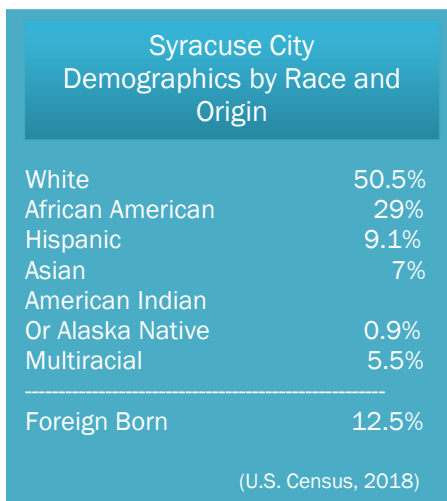 Syracuse City
Demographics by Race and
Origin
White 50.5%
African American 29%
Hispanic 9.1%
Asian 7%
American Indian
Or Alaska Native 0.9%
Multiracial 5.5%
------------------------------------------------------
Foreign Born 12.5%
(U.S. Census, 2018)